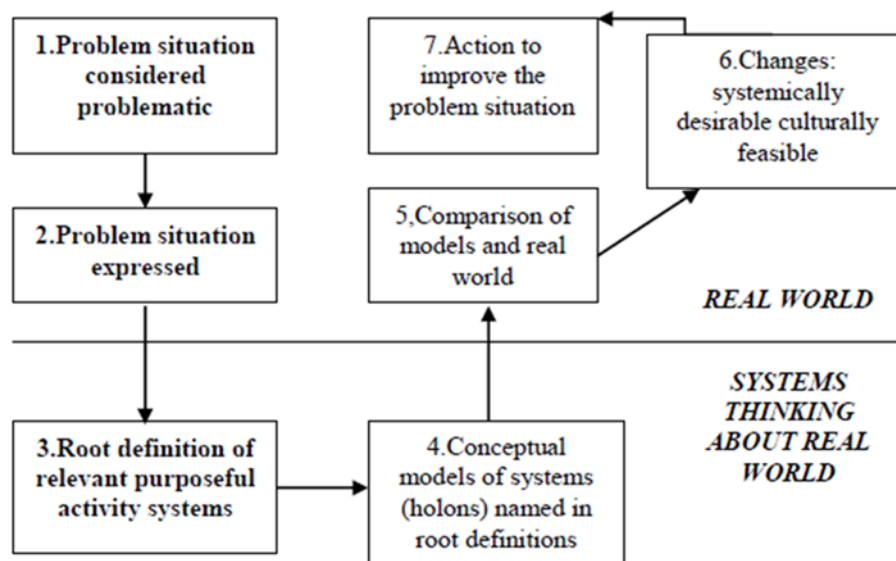 1.Problem situation
considered
problematic
2.Problem situation
expressed
3.Root definition of
relevant purposeful
activity systems
4.Conceptual
models of systems
(holons) named in
root definitions
5,Comparison of
models and real
world
6.Changes:
systemically
desirable culturally
feasible
7.Action to
improve the
problem situation
REAL WORLD
SYSTEMS
THINKING
ABOUT REAL
WORLD